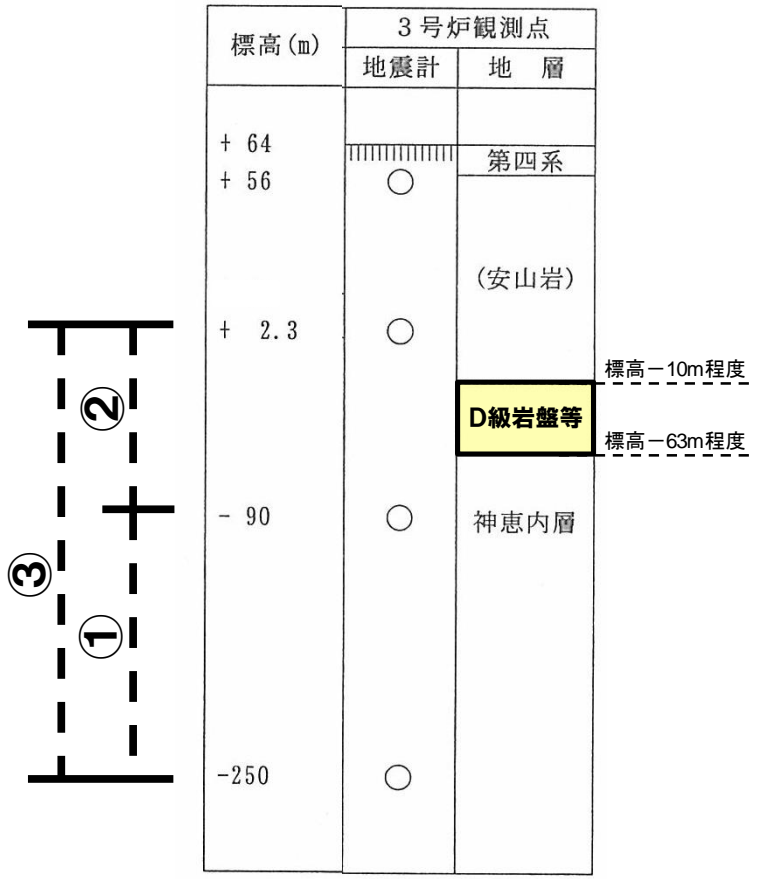 標高(m)
3号炉観測点
地震計
地 層
+ 64
第四系
+ 56
(安山岩)
+ 2.3
標高－10m程度
②
D級岩盤等
標高－63m程度
- 90
神恵内層
③
①
-250